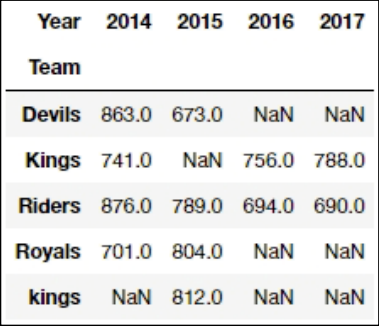 Year 2014 2015 2016 2017
Team
Devils 863.0 673.0 NaN NaN
Kings 741.0 NaN 756.0 788.0
Riders 876.0 789.0 694.0 690.0
Royals 701.0 804.0 NaN NaN
kings NaN 812.0 NaN NaN